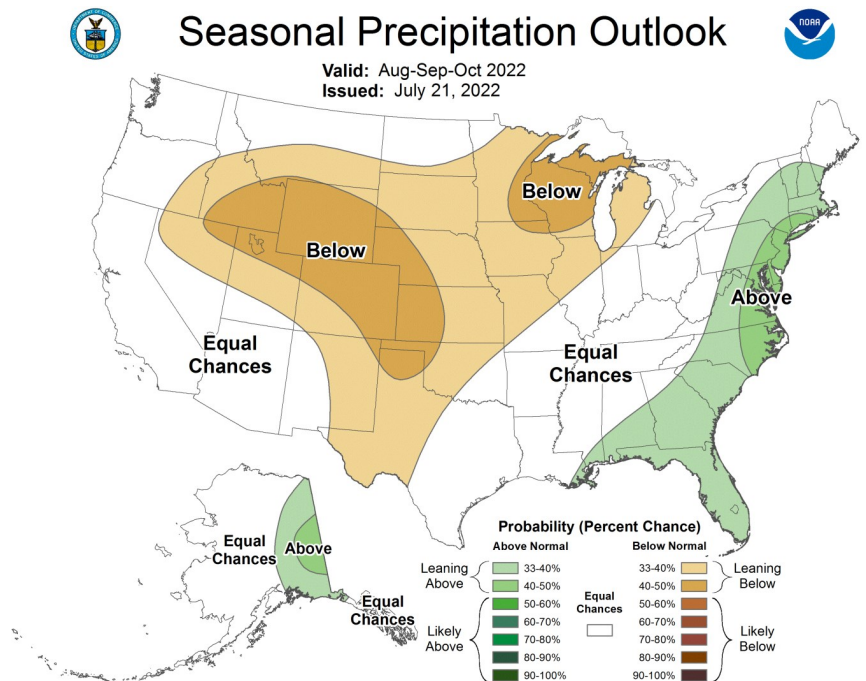 Seasonal Precipitation Outlook
NOAA
Valid: Aug-Sep-Oct 2022
Issued: July 21, 2022
Below
Below
Above
Equal
Chances
Equal
Chances
Equal
Chances
Above
Equal
Chances
Probability (Percent Chance)
Above Normal
Below Normal
Leaning
Above
33-40%
40-50%
Likely
Above
50-60%
60-70%
70-80%
80-90%
90-100%
Equal
Chances
33-40%
40-50%
Leaning
Below
50-60%
60-70%
70-80%
80-90%
90-100%
Likely
Below